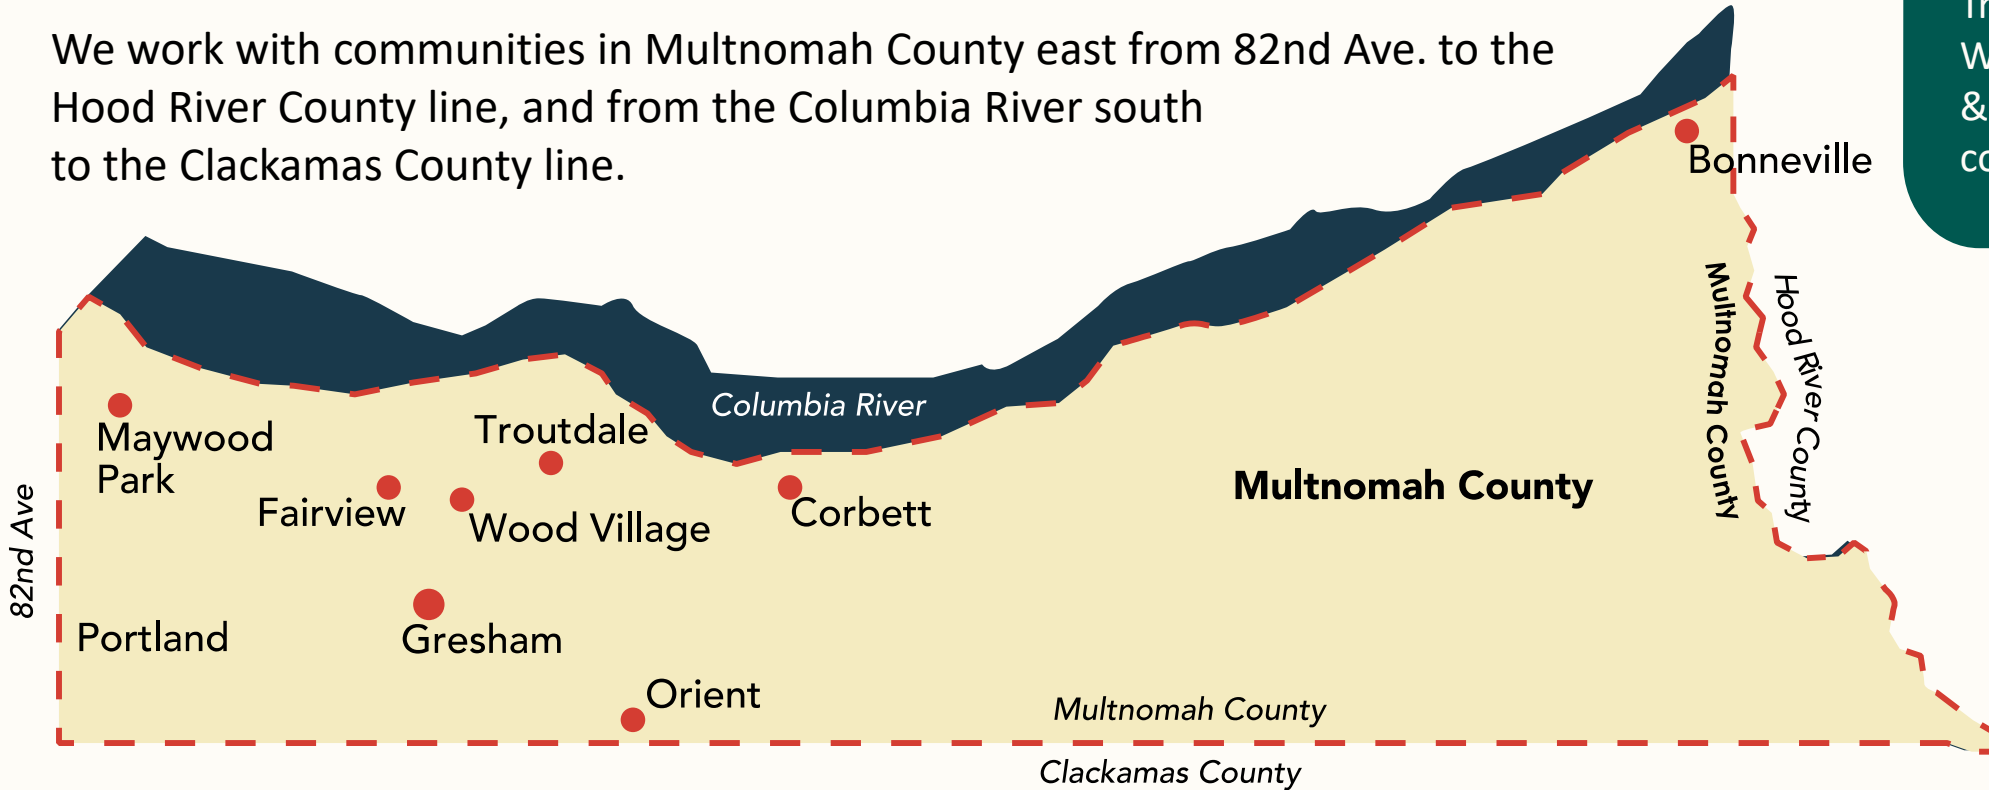 We work with communities in Multnomah County east from 82nd Ave. to the
Hood River County line, and from the Columbia River south
to the Clackamas County line.
W
&
Bonneville
Multnomah County
Hood River County
Columbia River
Maywood
Park
Troutdale
Fairview
Wood Village
Corbett
Multnomah County
82nd Ave
Portland
Gresham
Orient
Multnomah County
Clackamas County